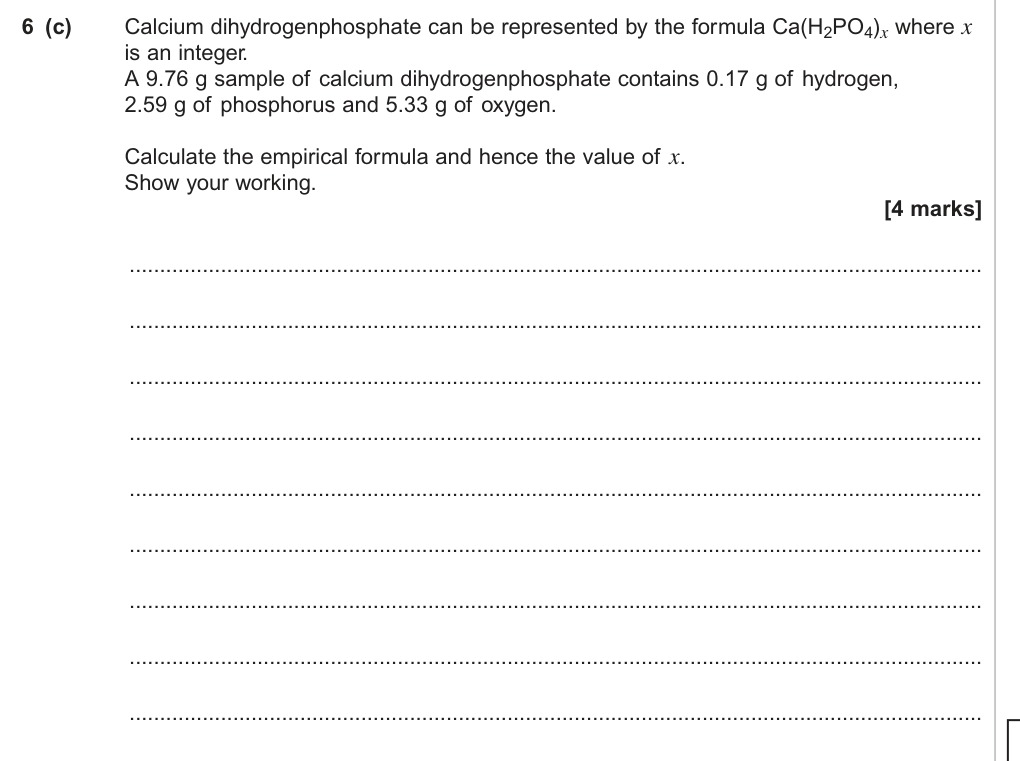 6 (c) Calcium dihydrogenphosphate can be represented by the formula Ca(H₂PO₄)ₓ where x
is an integer.
A 9.76 g sample of calcium dihydrogenphosphate contains 0.17 g of hydrogen,
2.59 g of phosphorus and 5.33 g of oxygen.
Calculate the empirical formula and hence the value of x.
Show your working.
[4 marks]